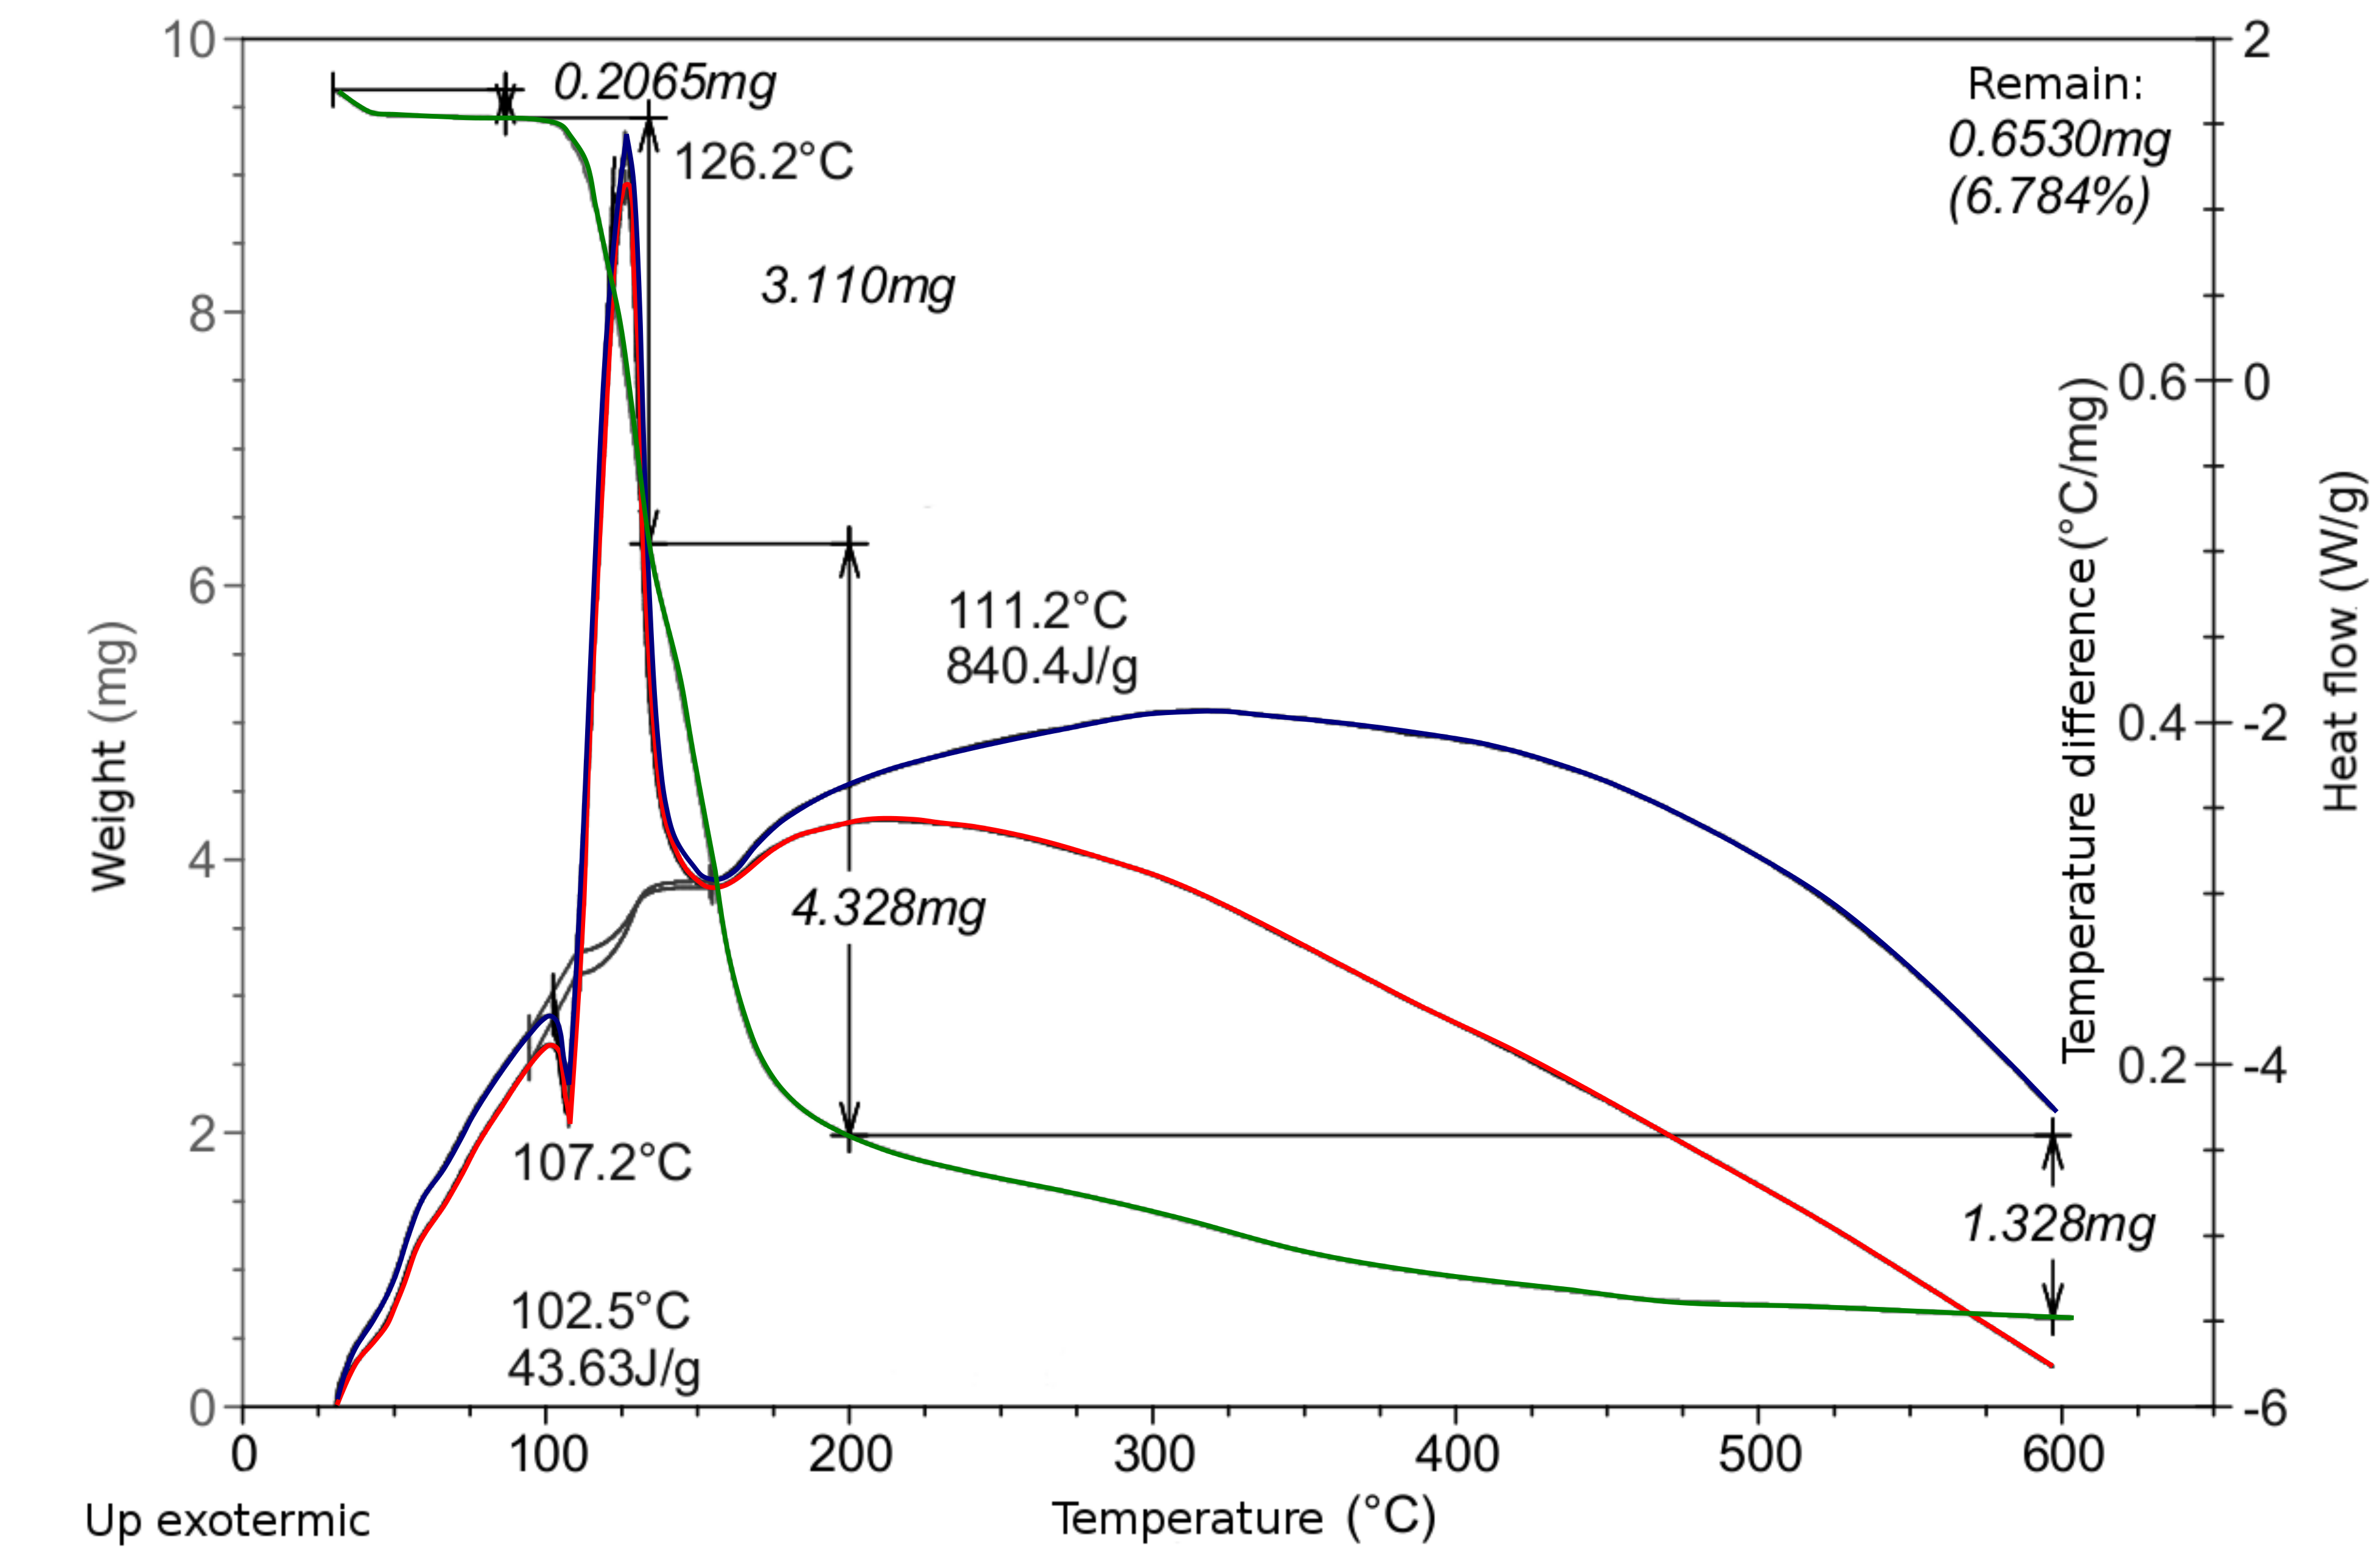 10
8
6
4
2
0
Weight (mg)
0.2065mg
126.2°C
3.110mg
111.2°C
840.4J/g
4.328mg
107.2°C
102.5°C
43.63J/g
1.328mg
Remain:
0.6530mg
(6.784%)
0.6
0.4
0.2
Temperature difference (°C/mg)
2
0
-2
-4
-6
Heat flow (W/g)
0 100 200 300 400 500 600
Up exotermic
Temperature (°C)